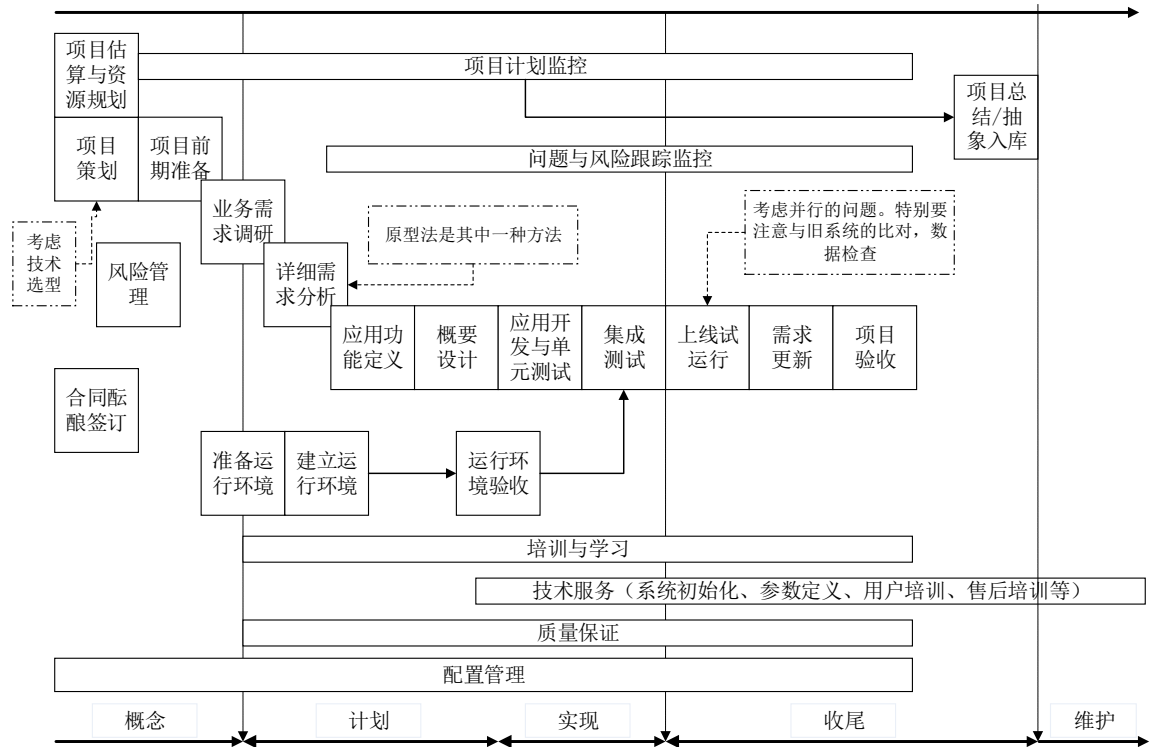 项目估
算与资
源规划
项目计划监控
项目总
结/抽
象入库
项目
策划
项目前
期准备
问题与风险跟踪监控
业务需
求调研
考虑
技术
选型
原型法是其中一种方法
考虑并行的问题。特别要
注意与旧系统的比对，数
据检查
风险管
理
详细需
求分析
应用功
能定义
概要
设计
应用开
发与单
元测试
集成
测试
上线试
运行
需求
更新
项目
验收
合同酝
酿签订
准备运
行环境
建立运
行环境
运行环
境验收
培训与学习
技术服务（系统初始化、参数定义、用户培训、售后培训等）
质量保证
配置管理
概念
计划
实现
收尾
维护